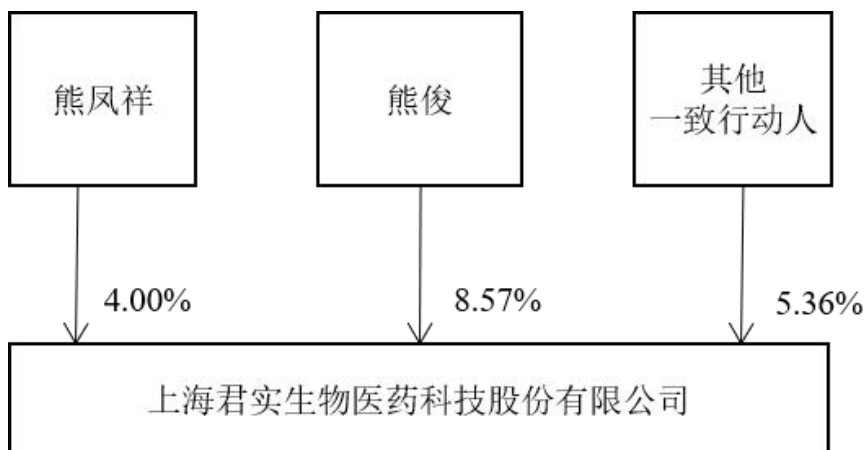 熊凤祥
熊俊
其他
一致行动人
4.00%
8.57%
5.36%
上海君实生物医药科技股份有限公司